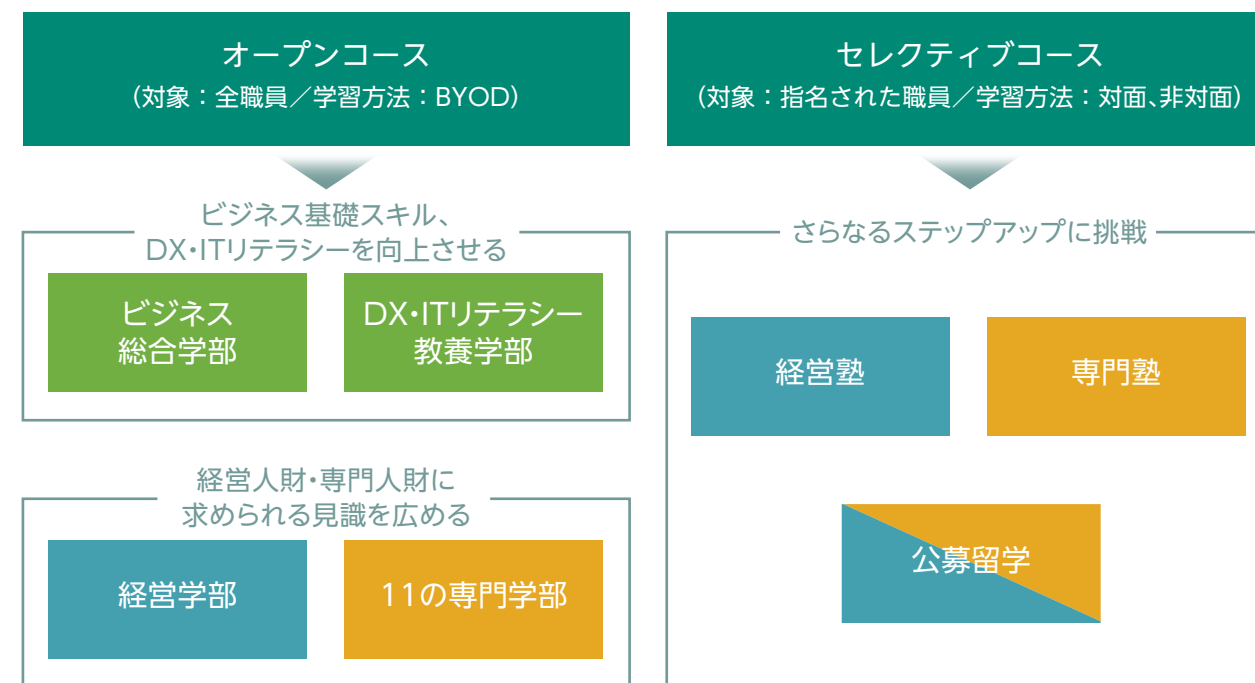 オープンコース
（対象：全職員／学習方法：BYOD）
ビジネス基礎スキル、
DX・ITリテラシーを向上させる
ビジネス
総合学部
DX・ITリテラシー
教養学部
経営人財・専門人財に
求められる見識を広める
経営学部
11の専門学部
セレクティブコース
（対象：指名された職員／学習方法：対面、非対面）
さらなるステップアップに挑戦
経営塾
専門塾
公募留学